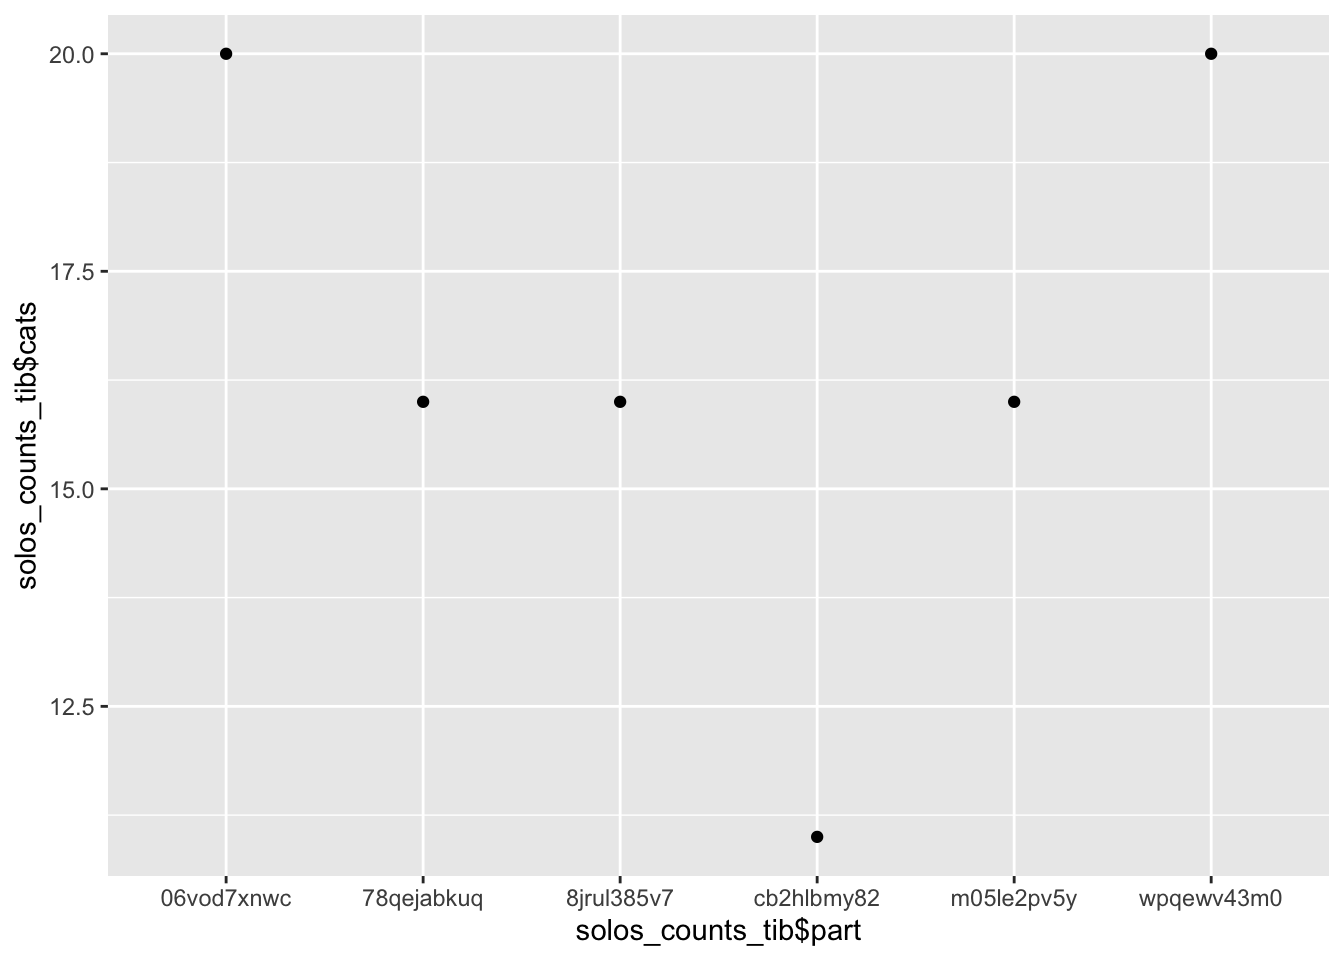 solos_counts_tib$cats
20.0
17.5
15.0
12.5
06vod7xnwc
78qejabkuq
8jrul385v7
cb2hlbmy82
m05le2pv5y
wpqewv43m0
solos_counts_tib$part